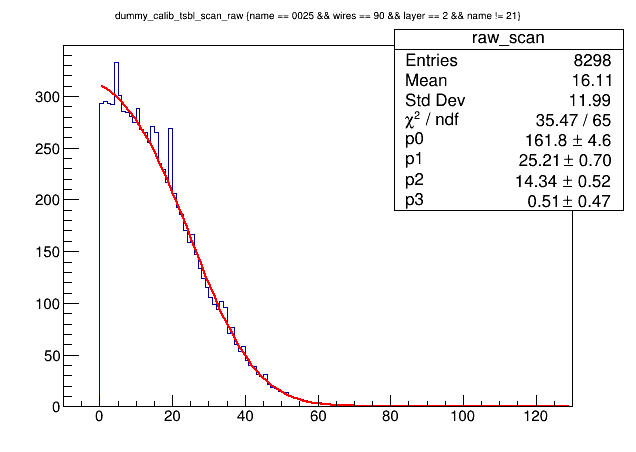 dummy_calib_tsbl_scan_raw {name == 0025 && wires == 90 && layer == 2 && name != 21}
raw_scan
Entries 8298
Mean 16.11
Std Dev 11.99
χ² / ndf 35.47 / 65
p0 161.8 ± 4.6
p1 25.21 ± 0.70
p2 14.34 ± 0.52
p3 0.51 ± 0.47
300
250
200
150
100
50
0
0 20 40 60 80 100 120